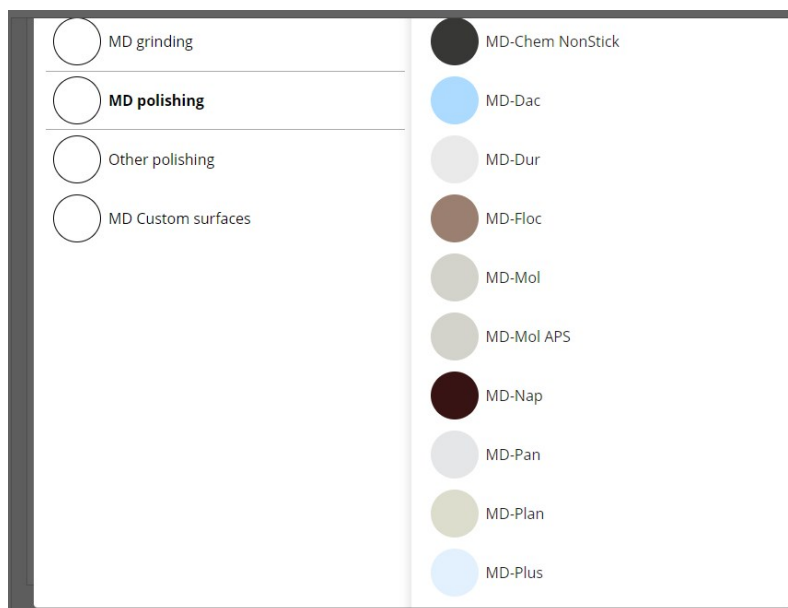 MD grinding
MD polishing
Other polishing
MD Custom surfaces
MD-Chem NonStick
MD-Dac
MD-Dur
MD-Floc
MD-Mol
MD-Mol APS
MD-Nap
MD-Pan
MD-Plan
MD-Plus